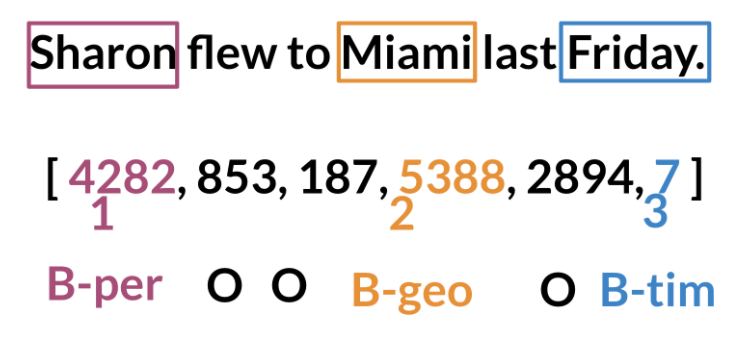 Sharon flew to Miami last Friday.
[ 4282, 853, 187, 5388, 2894, 7 ]
1 2 3
B-per O O B-geo O B-tim